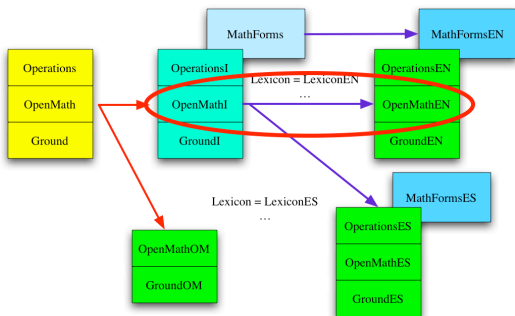 MathForms
MathFormsEN
Operations
OperationsI
Lexicon = LexiconEN
OperationsEN
OpenMath
OpenMathI
…
OpenMathEN
Ground
GroundI
GroundEN
MathFormsES
Lexicon = LexiconES
…
OperationsES
OpenMathOM
OpenMathES
GroundOM
GroundES